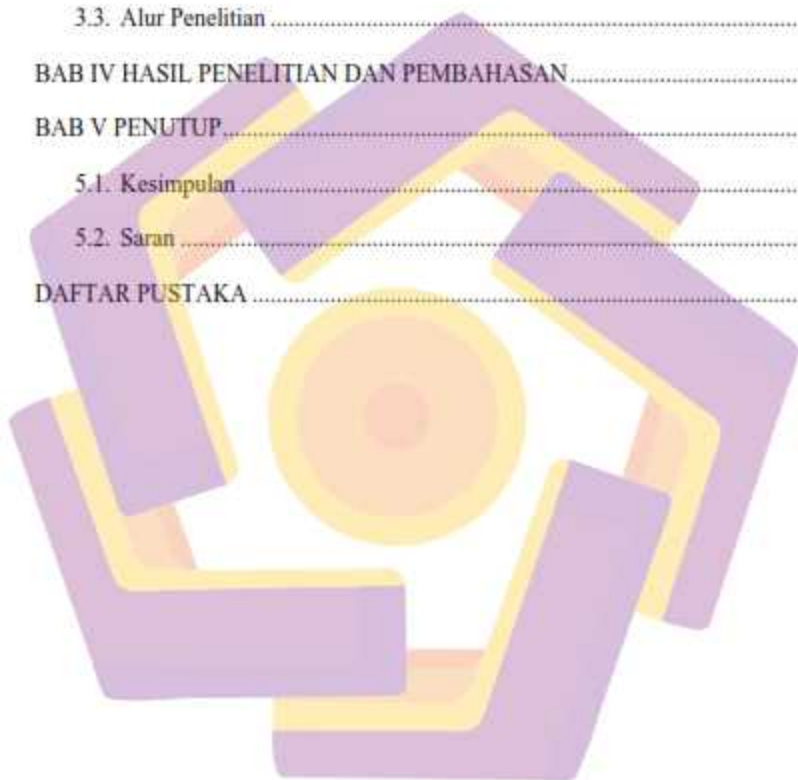 3.3. Alur Penelitian ........................................................................
BAB IV HASIL PENELITIAN DAN PEMBAHASAN ........................................
BAB V PENUTUP ........................................................................
5.1. Kesimpulan ........................................................................
5.2. Saran ........................................................................
DAFTAR PUSTAKA ........................................................................